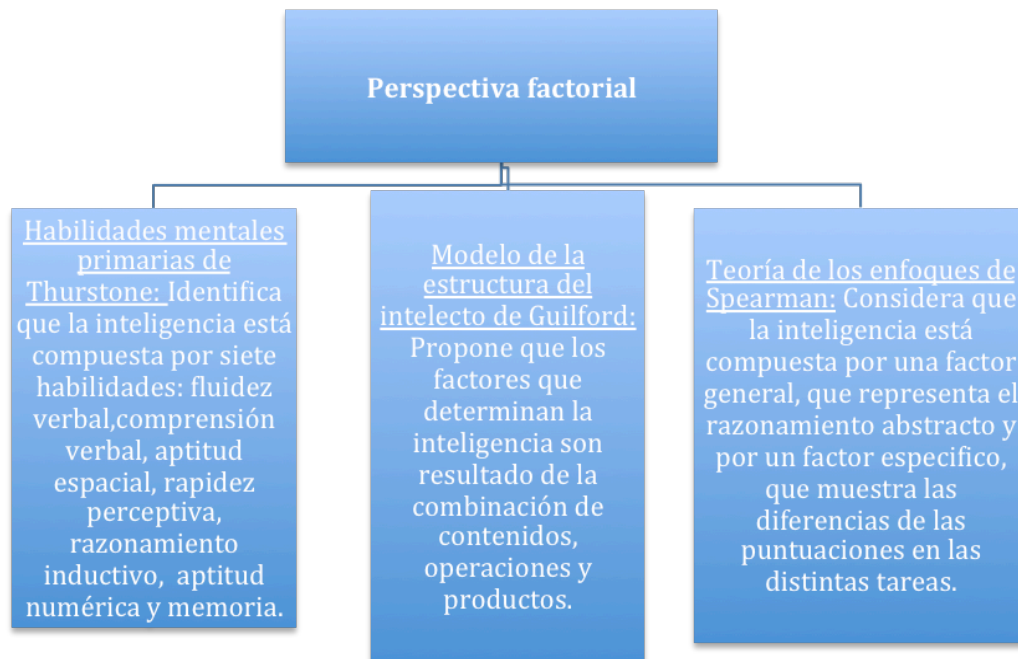 Perspectiva factorial
Habilidades mentales
primarias de
Thurstone: Identifica
que la inteligencia está
compuesta por siete
habilidades: fluidez
verbal,comprensión
verbal, aptitud
espacial, rapidez
perceptiva,
razonamiento
inductivo, aptitud
numérica y memoria.
Modelo de la
estructura del
intelecto de Guilford:
Propone que los
factores que
determinan la
inteligencia son
resultado de la
combinación de
contenidos,
operaciones y
productos.
Teoría de los enfoques de
Spearman: Considera que
la inteligencia está
compuesta por una factor
general, que representa el
razonamiento abstracto y
por un factor especifico,
que muestra las
diferencias de las
puntuaciones en las
distintas tareas.